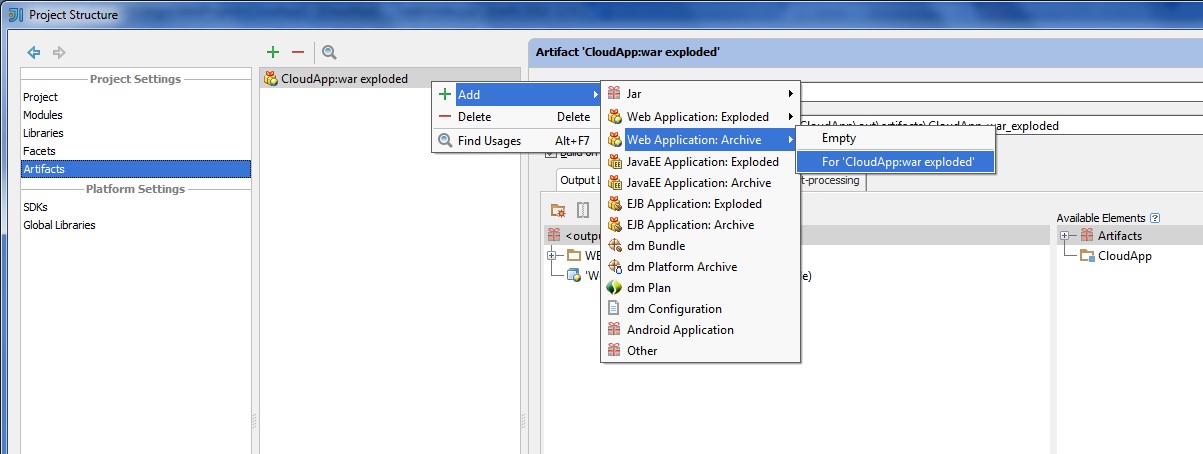 Project Structure
Project Settings
Project
Modules
Libraries
Facets
Artifacts
Platform Settings
SDKs
Global Libraries
CloudApp:war exploded
Add
Delete Delete
Find Usages Alt+F7
Jar
Web Application: Exploded
Web Application: Archive
JavaEE Application: Exploded
JavaEE Application: Archive
EJB Application: Exploded
EJB Application: Archive
dm Bundle
dm Platform Archive
dm Plan
dm Configuration
Android Application
Other
Empty
For 'CloudApp:war exploded'
Artifact 'CloudApp:war exploded'
CloudApp\out\artifacts\CloudApp_war_exploded
Build on
Output L
t-processing
<outpu
WE
'W
e)
Available Elements
Artifacts
CloudApp